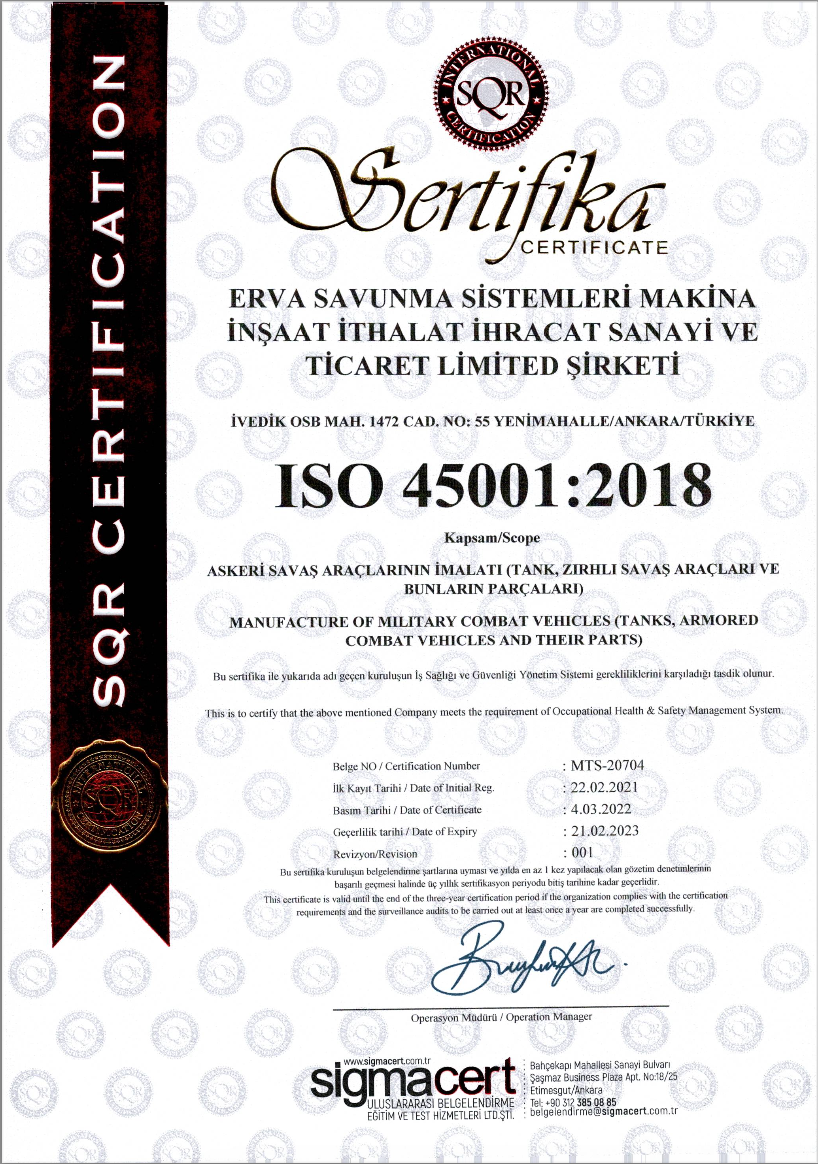 SQR CERTIFICATION
INTERNATIONAL
SQR
CERTIFICATION
Sertifika
CERTIFICATE
ERVA SAVUNMA SİSTEMLERİ MAKİNA
İNŞAAT İTHALAT İHRACAT SANAYİ VE
TİCARET LİMİTED ŞİRKETİ
İVEDİK OSB MAH. 1472 CAD. NO: 55 YENİMAHALLE/ANKARA/TÜRKİYE
ISO 45001:2018
Kapsam/Scope
ASKERİ SAVAŞ ARAÇLARININ İMALATI (TANK, ZIRHLI SAVAŞ ARAÇLARI VE
BUNLARIN PARÇALARI)
MANUFACTURE OF MILITARY COMBAT VEHICLES (TANKS, ARMORED
COMBAT VEHICLES AND THEIR PARTS)
Bu sertifika ile yukarıda adı geçen kuruluşun İş Sağlığı ve Güvenliği Yönetim Sistemi gerekliliklerini karşıladığı tasdik olunur.
This is to certify that the above mentioned Company meets the requirement of Occupational Health & Safety Management System.
Belge NO / Certification Number : MTS-20704
İlk Kayıt Tarihi / Date of Initial Reg. : 22.02.2021
Basım Tarihi / Date of Certificate : 4.03.2022
Geçerlilik tarihi / Date of Expiry : 21.02.2023
Revizyon/Revision : 001
Bu sertifika kuruluşun belgelendirme şartlarına uyması ve yılda en az 1 kez yapılacak olan gözetim denetimlerinin
başarılı geçmesi halinde üç yıllık sertifikasyon periyodu bitiş tarihine kadar geçerlidir.
This certificate is valid until the end of the three-year certification period if the organization complies with the certification
requirements and the surveillance audits to be carried out at least once a year are completed successfully.
Operasyon Müdürü / Operation Manager
www.sigmacert.com.tr
sigmacert
ULUSLARARASI BELGELENDİRME
EĞİTİM VE TEST HİZMETLERİ LTD.ŞTİ.
Bahçekapı Mahallesi Sanayi Bulvarı
Şaşmaz Business Plaza Apt. No:18/25
Etimesgut/Ankara
Tel: +90 312 385 08 85
belgelendirme@sigmacert.com.tr